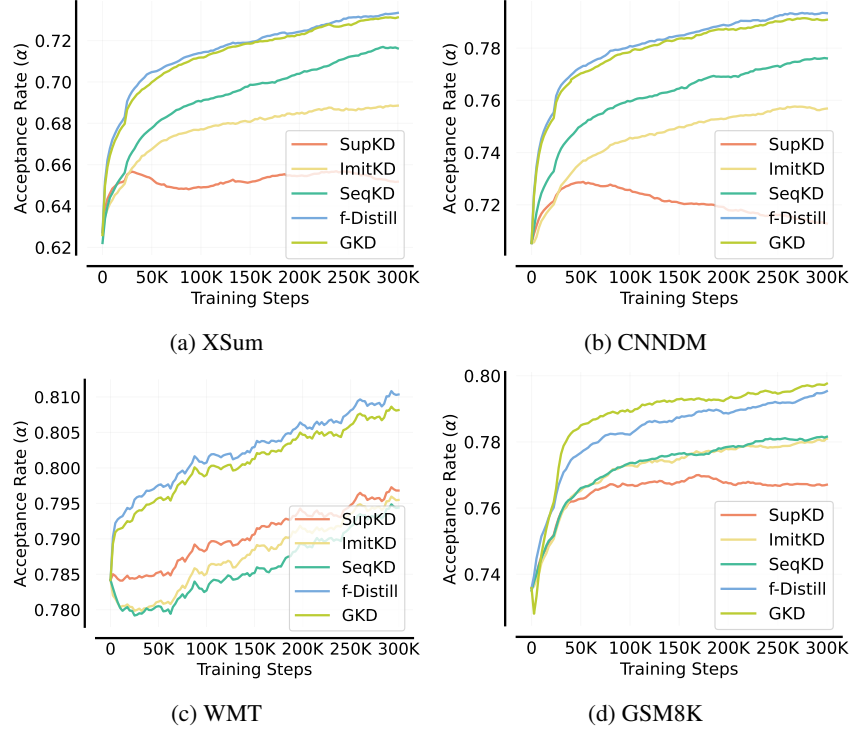 Acceptance Rate (α)
0.72
0.70
0.68
0.66
0.64
0.62
SupKD
ImitKD
SeqKD
f-Distill
GKD
0 50K 100K 150K 200K 250K 300K
Training Steps
(a) XSum
Acceptance Rate (α)
0.78
0.76
0.74
0.72
SupKD
ImitKD
SeqKD
f-Distill
GKD
0 50K 100K 150K 200K 250K 300K
Training Steps
(b) CNNDM
Acceptance Rate (α)
0.810
0.805
0.800
0.795
0.790
0.785
0.780
SupKD
ImitKD
SeqKD
f-Distill
GKD
0 50K 100K 150K 200K 250K 300K
Training Steps
(c) WMT
Acceptance Rate (α)
0.80
0.78
0.76
0.74
SupKD
ImitKD
SeqKD
f-Distill
GKD
0 50K 100K 150K 200K 250K 300K
Training Steps
(d) GSM8K